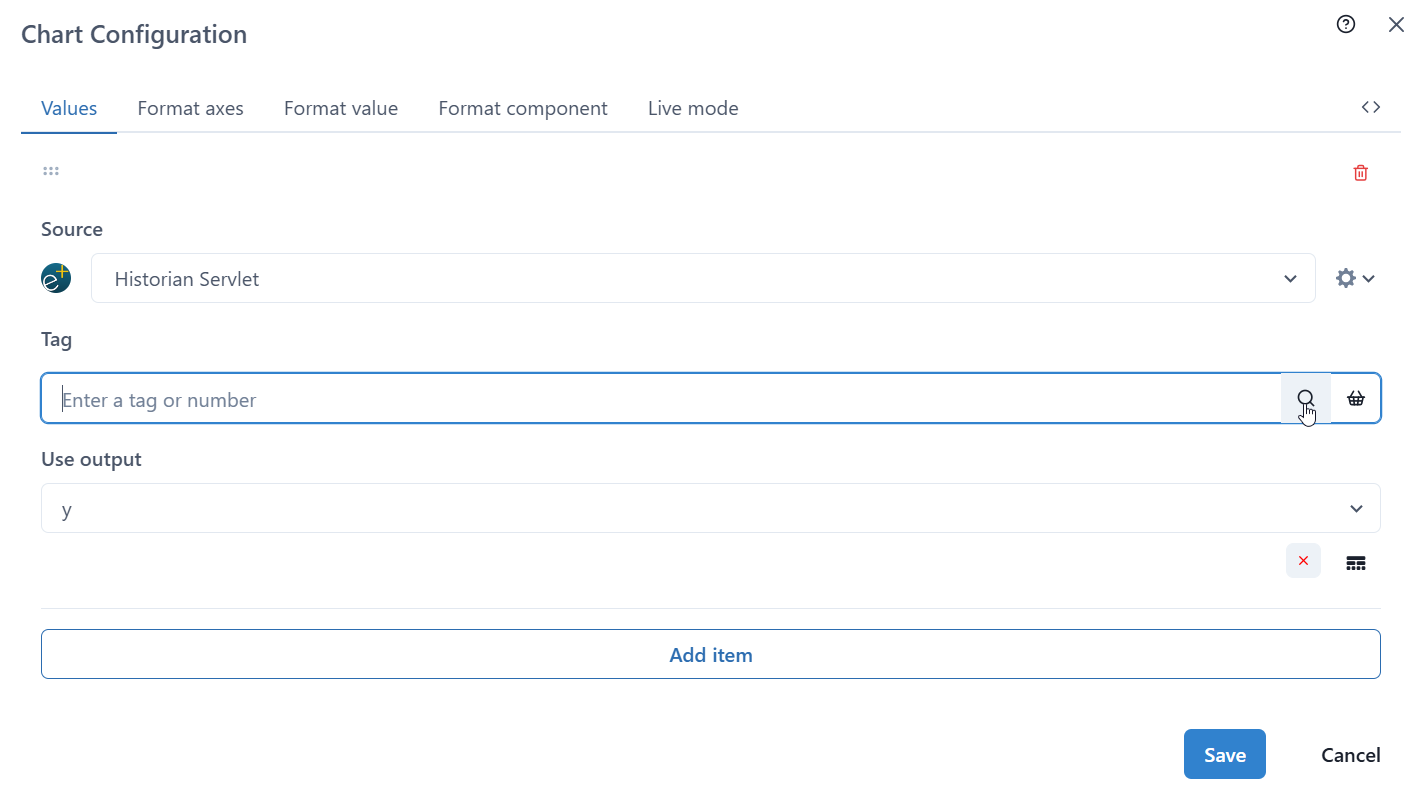 Chart Configuration
Values Format axes Format value Format component Live mode
Source
e+ Historian Servlet
Tag
Enter a tag or number
Use output
y
Add item
Save Cancel